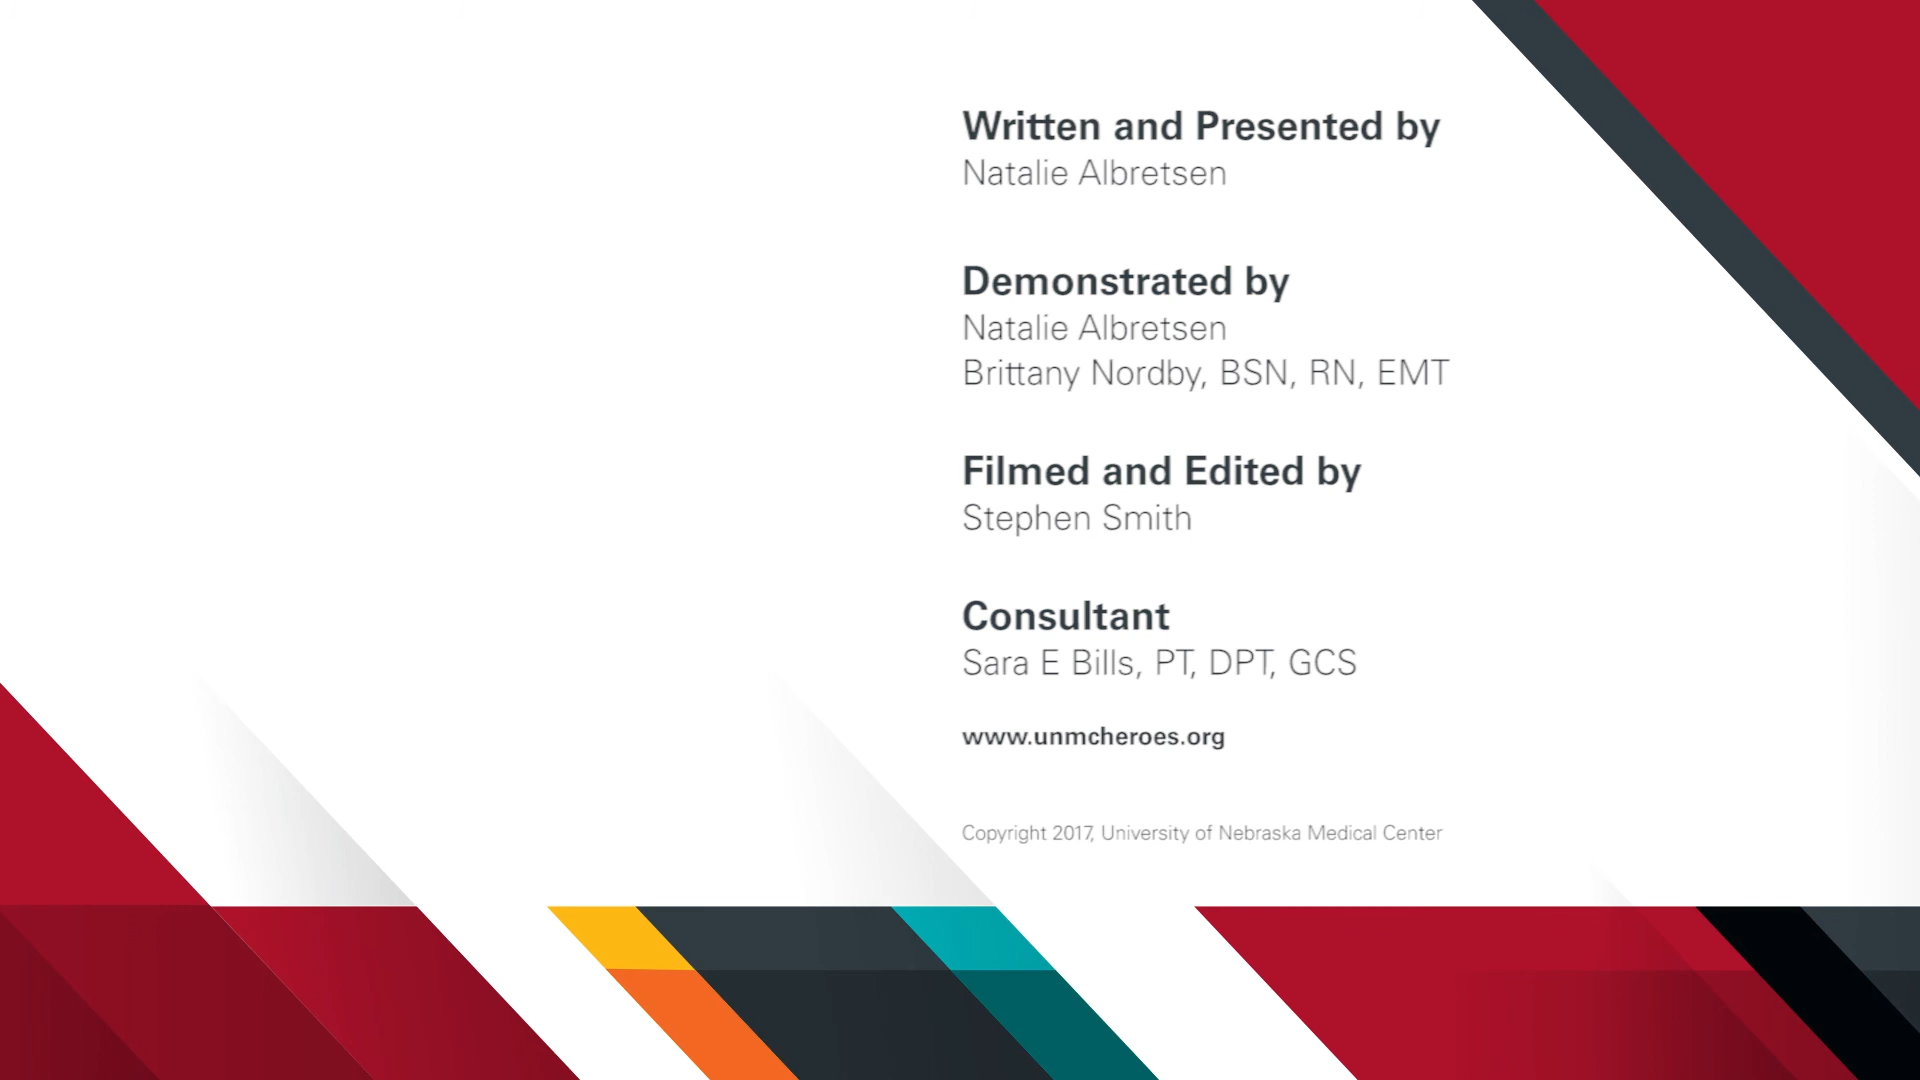 Written and Presented by
Natalie Albretsen
Demonstrated by
Natalie Albretsen
Brittany Nordby, BSN, RN, EMT
Filmed and Edited by
Stephen Smith
Consultant
Sara E Bills, PT, DPT, GCS
www.unmcheroes.org
Copyright 2017, University of Nebraska Medical Center